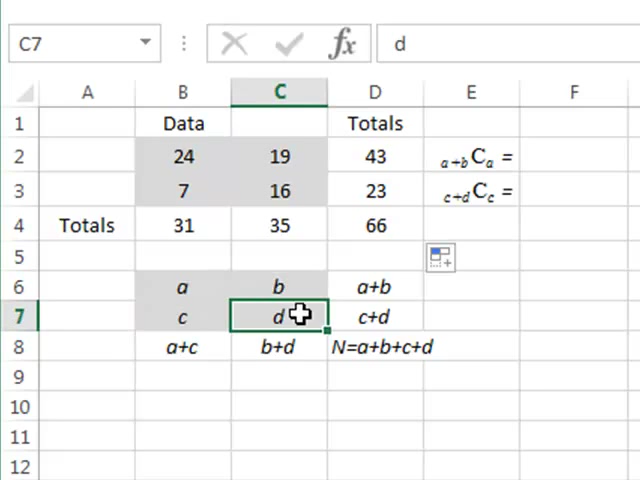 C7 fx d
A B C D E F
1 Data Totals
2 24 19 43 a+bCa =
3 7 16 23 c+dCc =
4 Totals 31 35 66
5
6 a b a+b
7 c d c+d
8 a+c b+d N=a+b+c+d
9
10
11
12